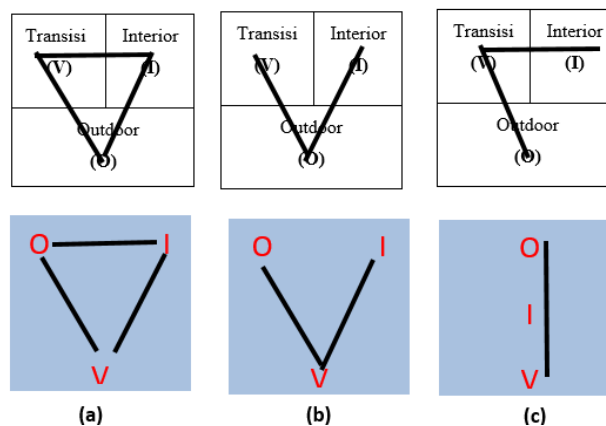 Transisi Interior
(V) (I)
Outdoor
(O)
Transisi Interior
(V) (I)
Outdoor
(O)
Transisi Interior
(V) (I)
Outdoor
(O)
O I
V
O I
V
O
I
V
(a) (b) (c)